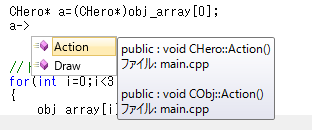 CHero* a=(CHero*)obj_array[0];
a->
Action
Draw
public : void CHero::Action()
ファイル: main.cpp
public : void CObj::Action()
ファイル: main.cpp
//
for(int i=0;i<3
{
obj_array[i